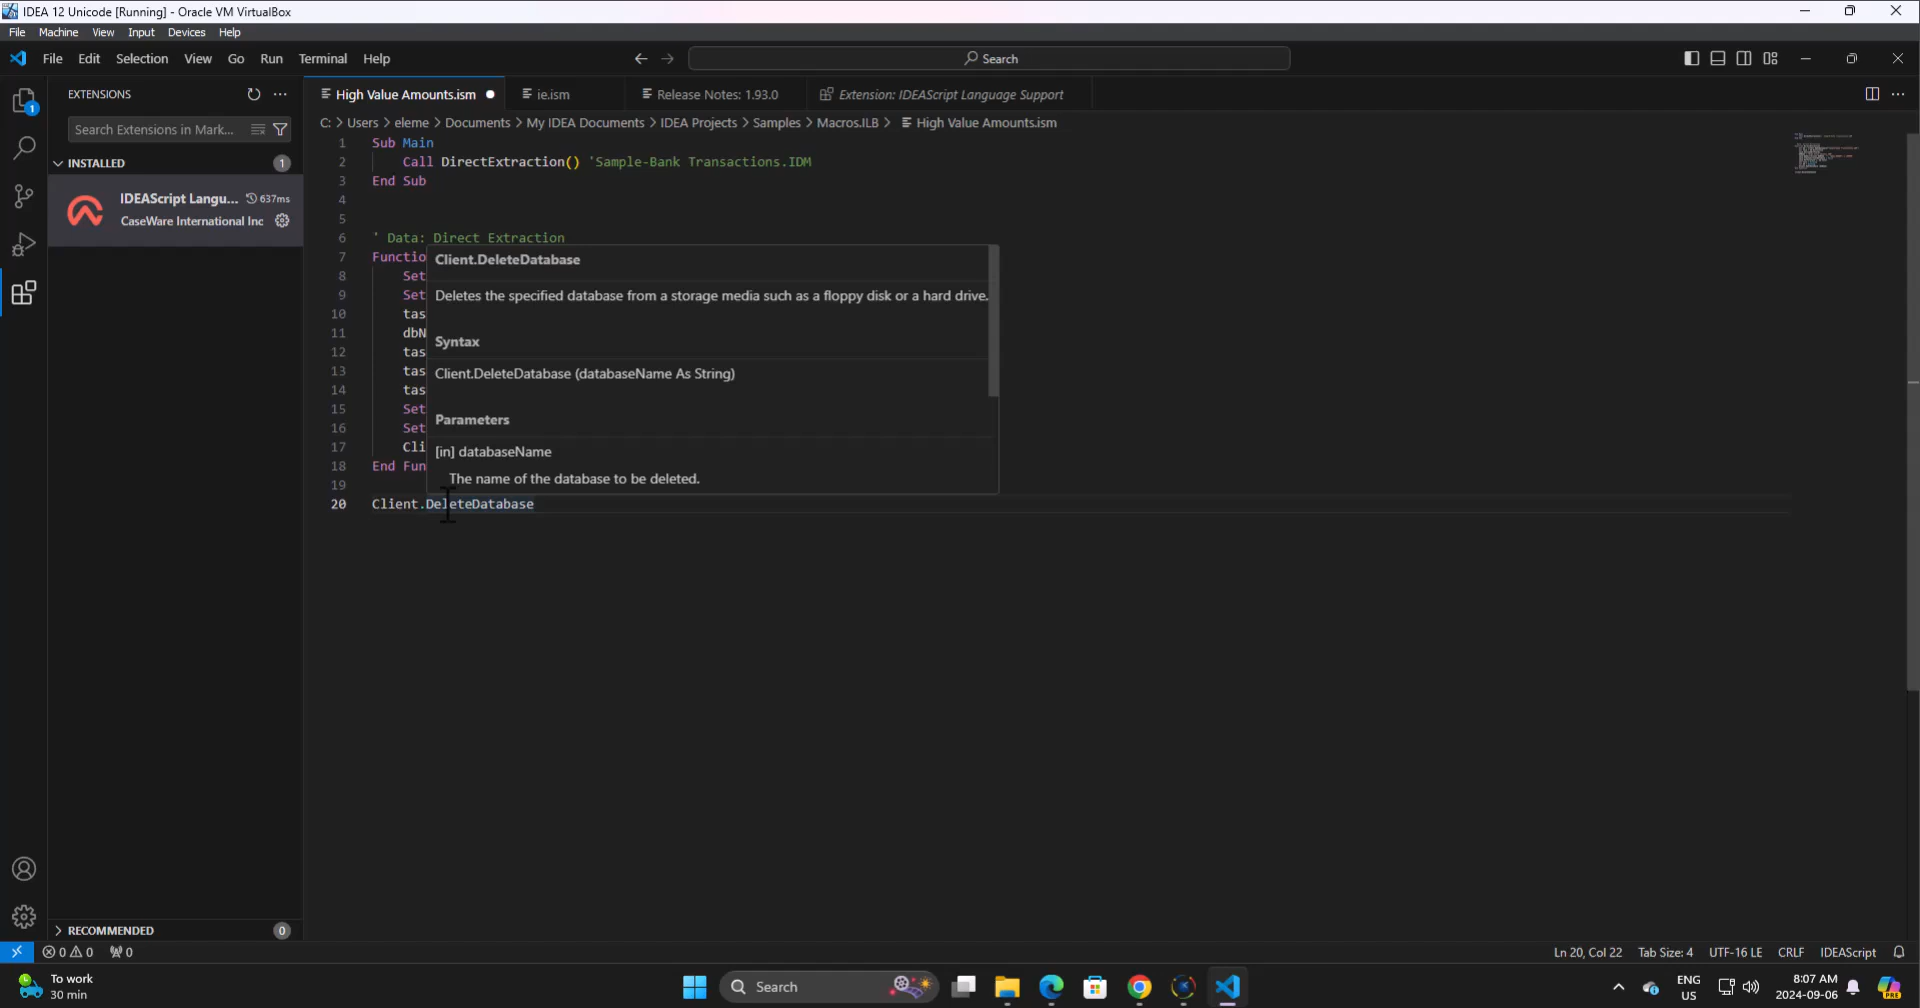 IDEA 12 Unicode [Running] - Oracle VM VirtualBox
File Machine View Input Devices Help
File Edit Selection View Go Run Terminal Help
Search
EXTENSIONS
Search Extensions in Mark...
INSTALLED 1
IDEAScript Langu... 637ms
CaseWare International Inc
RECOMMENDED 0
1
High Value Amounts.ism
ie.ism
Release Notes: 1.93.0
Extension: IDEAScript Language Support
C: > Users > eleme > Documents > My IDEA Documents > IDEA Projects > Samples > Macros.ILB > High Value Amounts.ism
1 Sub Main
2 Call DirectExtraction() 'Sample-Bank Transactions.IDM
3 End Sub
4
5
6 ' Data: Direct Extraction
7 Functio
8 Set
9 Set
10 tas
11 dbN
12 tas
13 tas
14 tas
15 Set
16 Set
17 Cli
18 End Fun
19
20 Client.DeleteDatabase
Client.DeleteDatabase
Deletes the specified database from a storage media such as a floppy disk or a hard drive.
Syntax
Client.DeleteDatabase (databaseName As String)
Parameters
[in] databaseName
The name of the database to be deleted.
0 0 0
Ln 20, Col 22 Tab Size: 4 UTF-16 LE CRLF IDEAScript
To work
30 min
Search
ENG
US
8:07 AM
2024-09-06
PRE